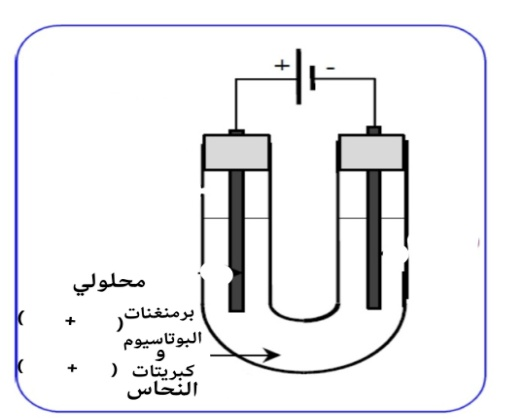 + -
محلولي
برمنغنات ( + )
البوتاسيوم
و
كبريتات ( + )
النحاس